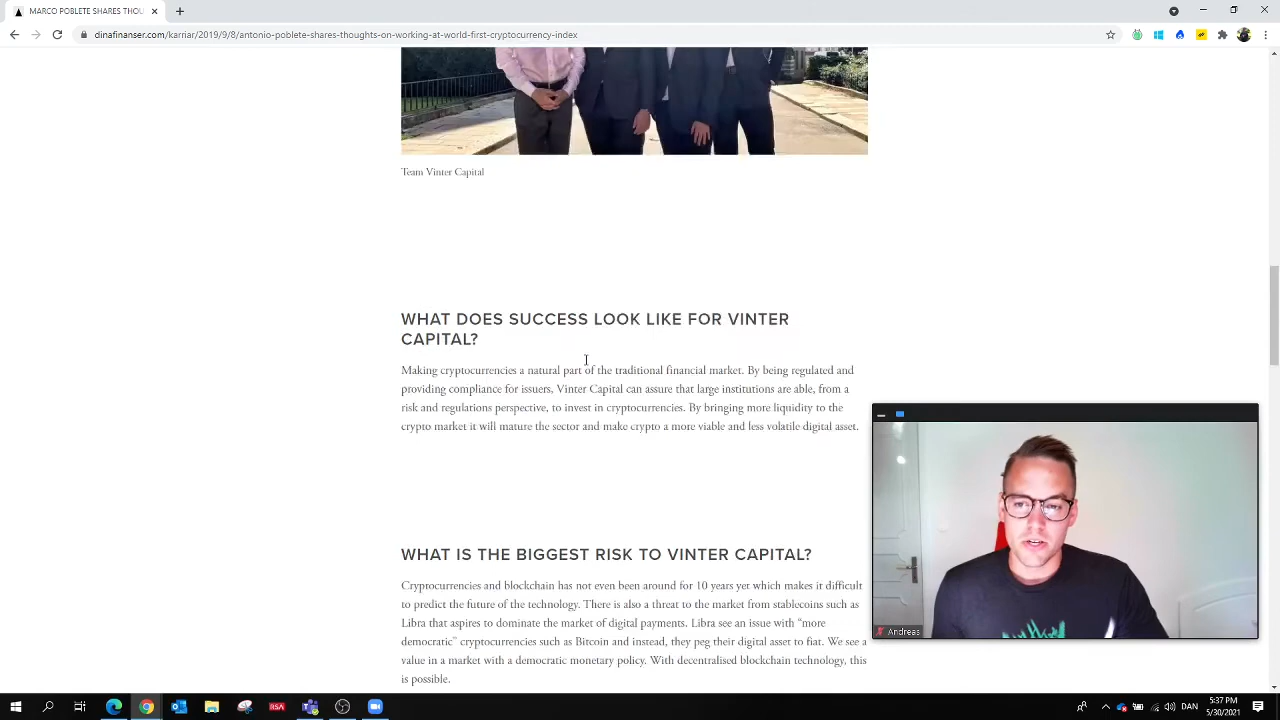 MARCO POBLETE SHARES THOU
dinafinanser.com/karriar/2019/9/8/antonio-poblete-shares-thoughts-on-working-at-world-first-cryptocurrency-index
Team Vinter Capital
WHAT DOES SUCCESS LOOK LIKE FOR VINTER
CAPITAL?
Making cryptocurrencies a natural part of the traditional financial market. By being regulated and
providing compliance for issuers, Vinter Capital can assure that large institutions are able, from a
risk and regulations perspective, to invest in cryptocurrencies. By bringing more liquidity to the
crypto market it will mature the sector and make crypto a more viable and less volatile digital asset.
WHAT IS THE BIGGEST RISK TO VINTER CAPITAL?
Cryptocurrencies and blockchain has not even been around for 10 years yet which makes it difficult
to predict the future of the technology. There is also a threat to the market from stablecoins such as
Libra that aspires to dominate the market of digital payments. Libra see an issue with “more
democratic” cryptocurrencies such as Bitcoin and instead, they peg their digital asset to fiat. We see a
value in a market with a democratic monetary policy. With decentralised blockchain technology, this
is possible.
Andreas
RSA
DAN
5:37 PM
5/30/2021